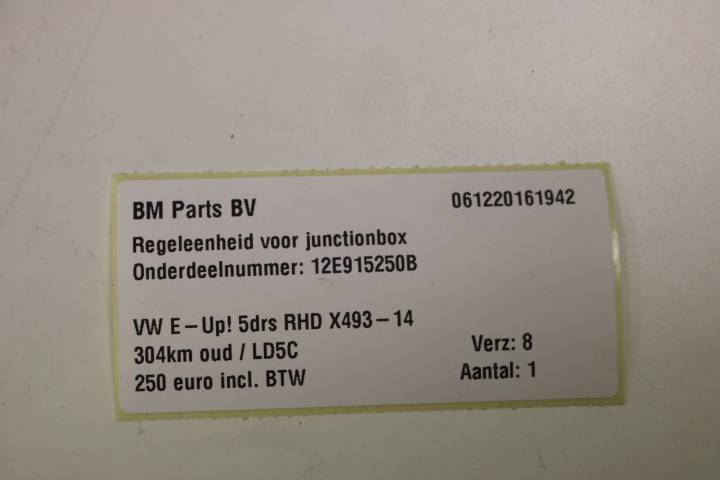 BM Parts BV 061220161942
Regeleenheid voor junctionbox
Onderdeelnummer: 12E915250B
VW E-Up! 5drs RHD X493-14
304km oud / LD5C Verz: 8
250 euro incl. BTW Aantal: 1